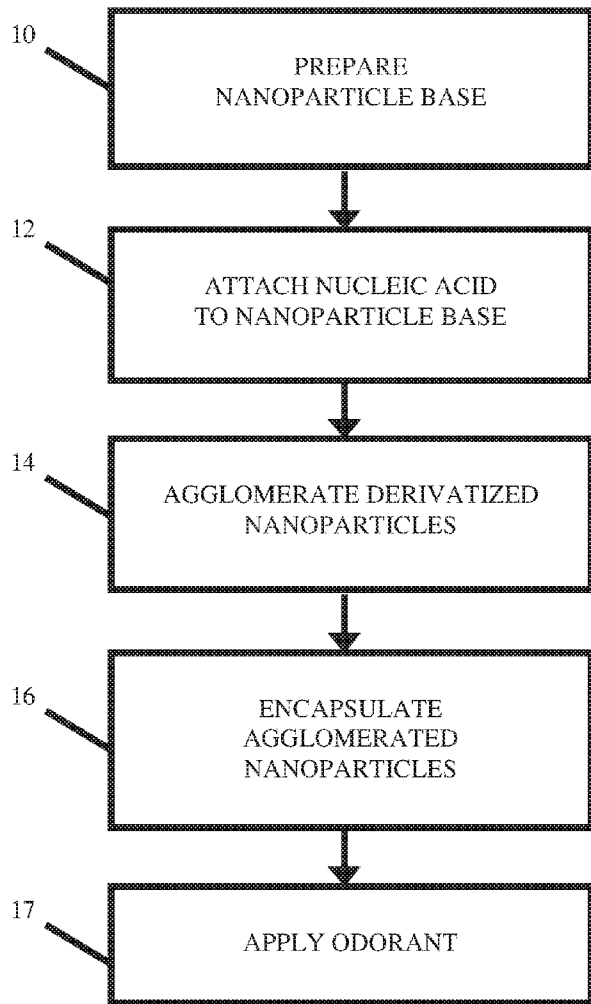 10
PREPARE
NANOPARTICLE BASE
12
ATTACH NUCLEIC ACID
TO NANOPARTICLE BASE
14
AGGLOMERATE DERIVATIZED
NANOPARTICLES
16
ENCAPSULATE
AGGLOMERATED
NANOPARTICLES
17
APPLY ODORANT